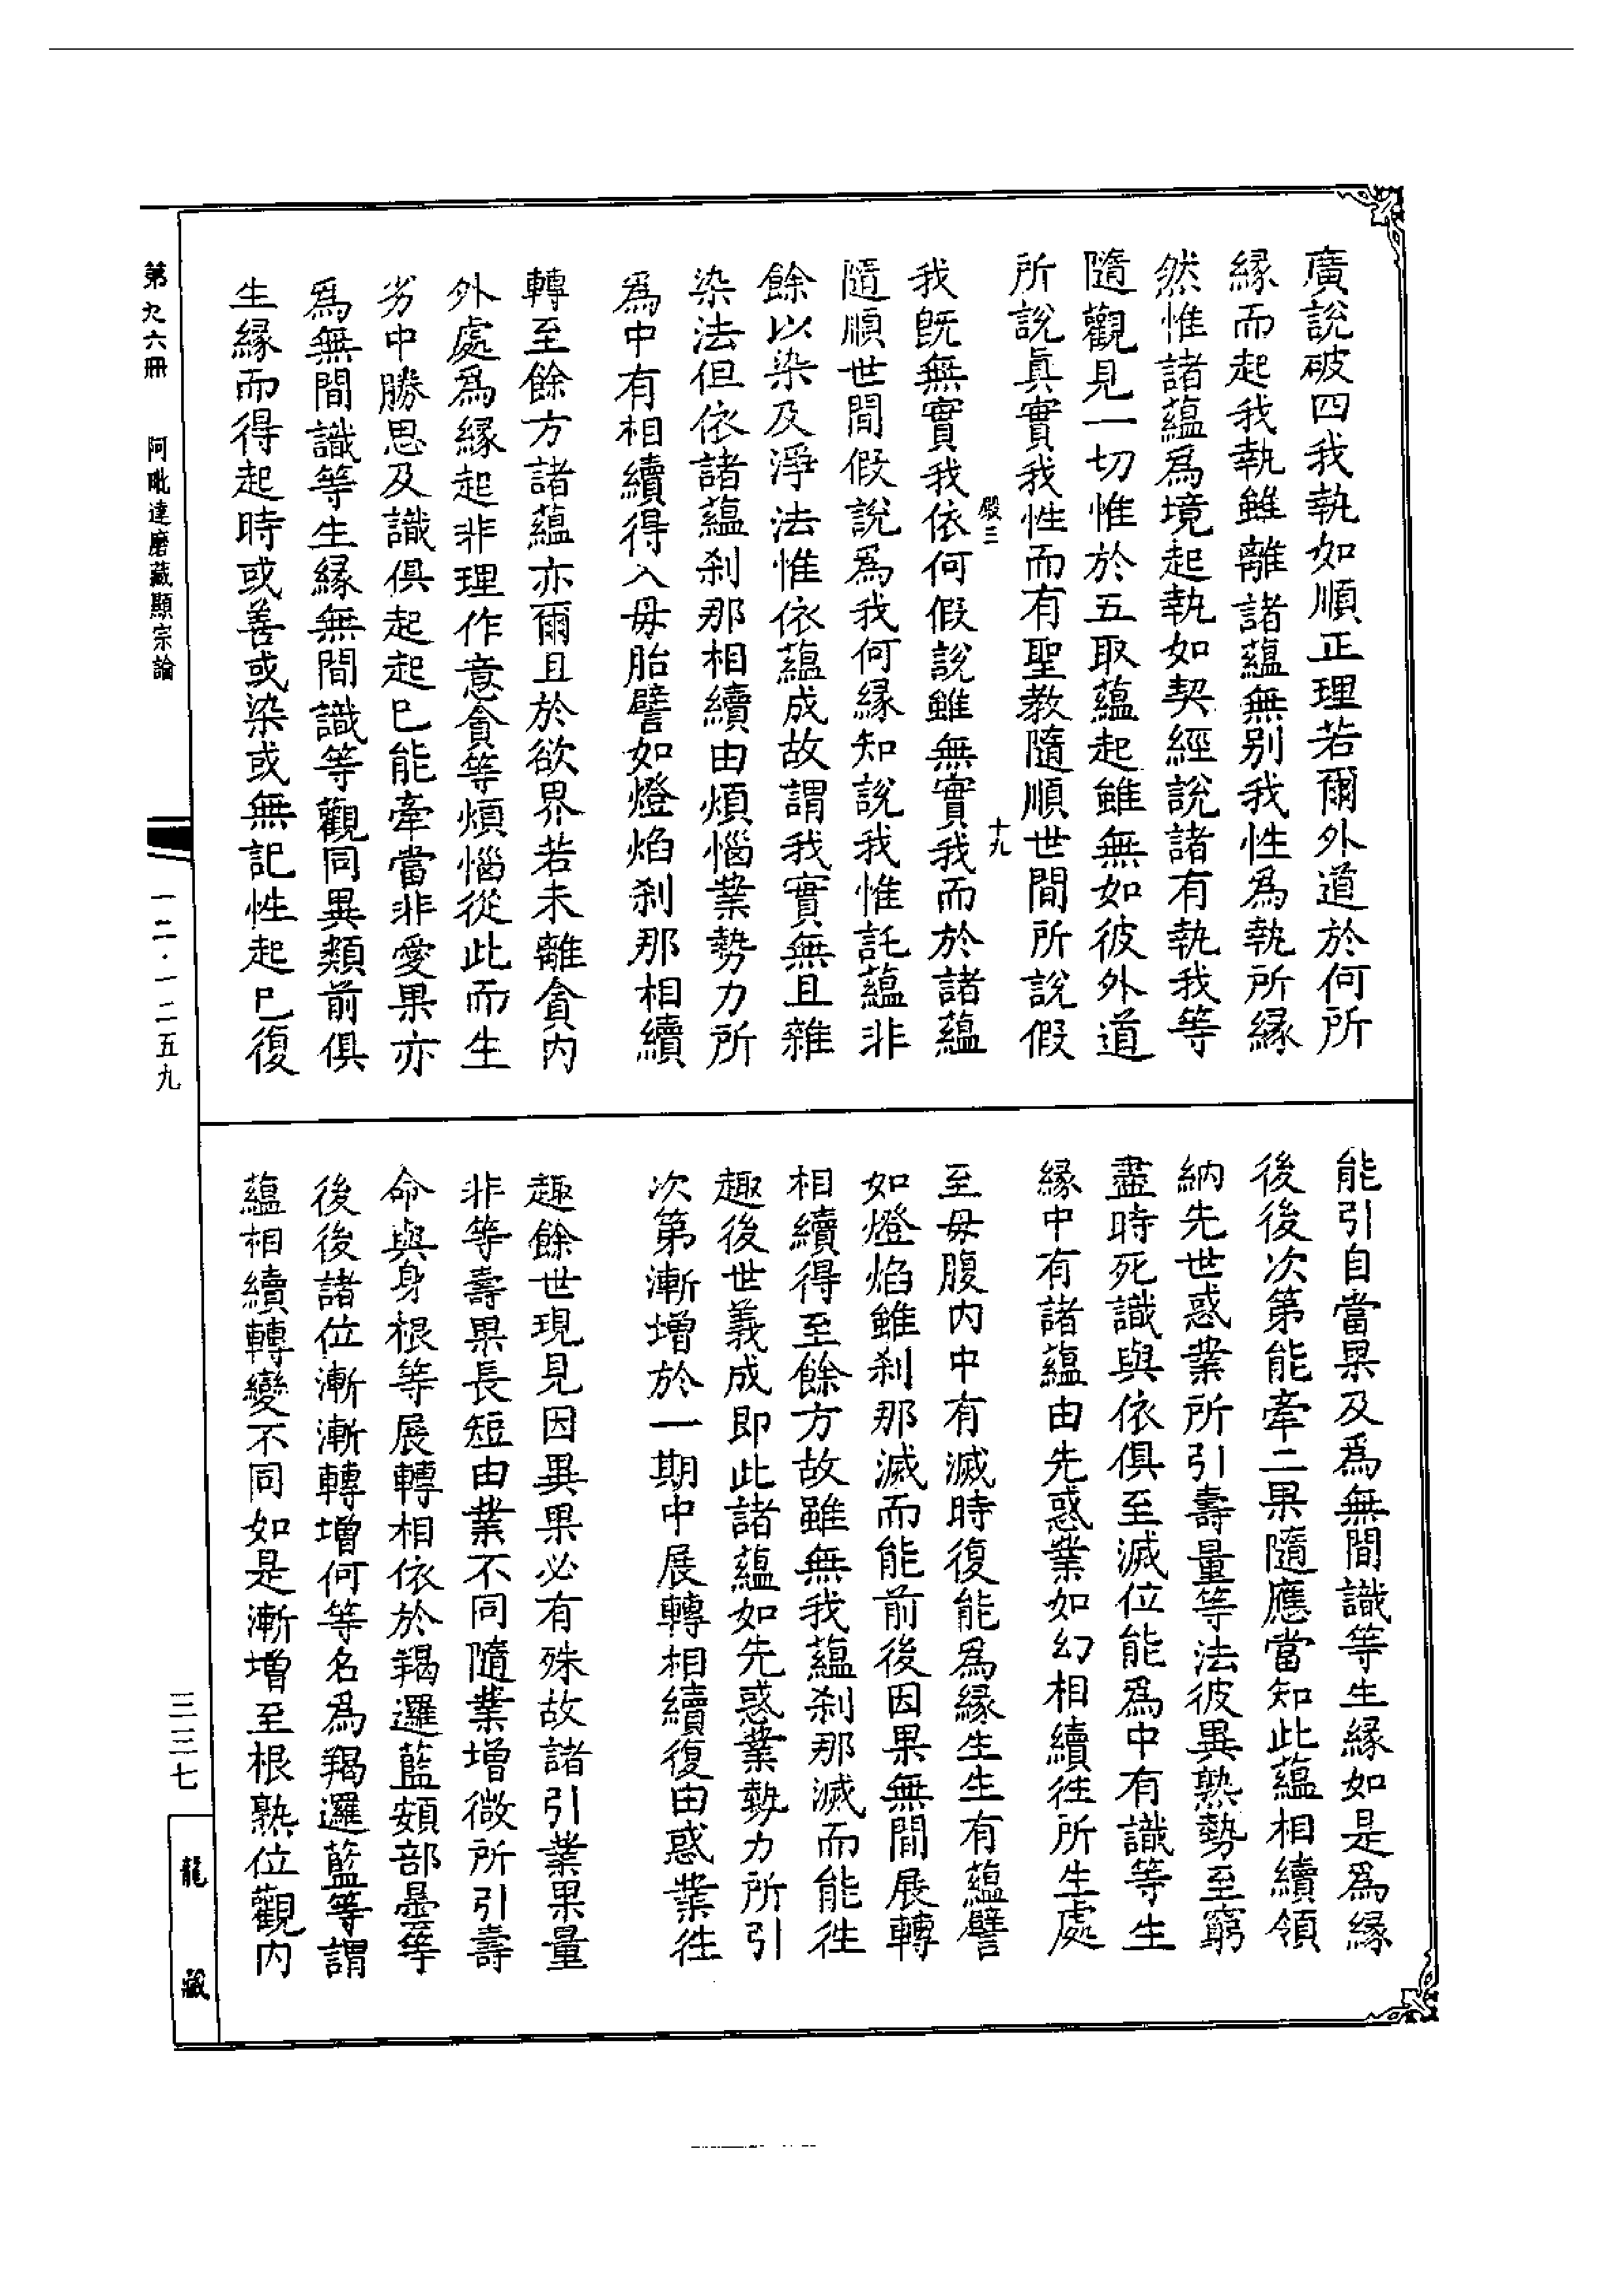 廣說破四我執如順正理若爾外道於何所
緣而起我執雖離諸蘊無別我性爲執所緣
然惟諸蘊爲境起執如契經說諸有執我等
隨觀見一切惟於五取蘊起雖無如彼外道
所說眞實我性而有聖教隨順世間所說假
嚴三
十九
我旣無實我依何假說雖無實我而於諸蘊
隨順世間假說爲我何緣知說我惟託蘊非
餘以染及淨法惟依蘊成故謂我實無且雜
染法但依諸蘊刹那相續由煩惱業勢力所
爲中有相續得入母胎譬如燈焰刹那相續
轉至餘方諸蘊亦爾且於欲界若未離貪內
外處爲緣起非理作意貪等煩惱從此而生
劣中勝思及識俱起起已能牽當非愛果亦
爲無間識等生緣無間識等觀同異類前俱
生緣而得起時或善或染或無記性起已復
能引自當果及爲無間識等生緣如是爲緣
後後次第能牽二果隨應當知此蘊相續領
納先世惑業所引壽量等法彼異熟勢至窮
盡時死識與依俱至滅位能爲中有識等生
緣中有諸蘊由先惑業如幻相續往所生處
至母腹內中有滅時復能爲緣生生有蘊譬
如燈焰雖刹那滅而能前後因果無間展轉
相續得至餘方故雖無我蘊刹那滅而能往
趣後世義成即此諸蘊如先惑業勢力所引
次第漸增於一期中展轉相續復由惑業往
趣餘世現見因異果必有殊故諸引業果量
非等壽果長短由業不同隨業增微所引壽
命與身根等展轉相依於羯邏藍頞部曇等
後後諸位漸漸轉增何等名爲羯邏藍等謂
蘊相續轉變不同如是漸增至根熟位觀內
第九六冊 阿毗達磨藏顯宗論
一二·一二五九
三三七
龍藏